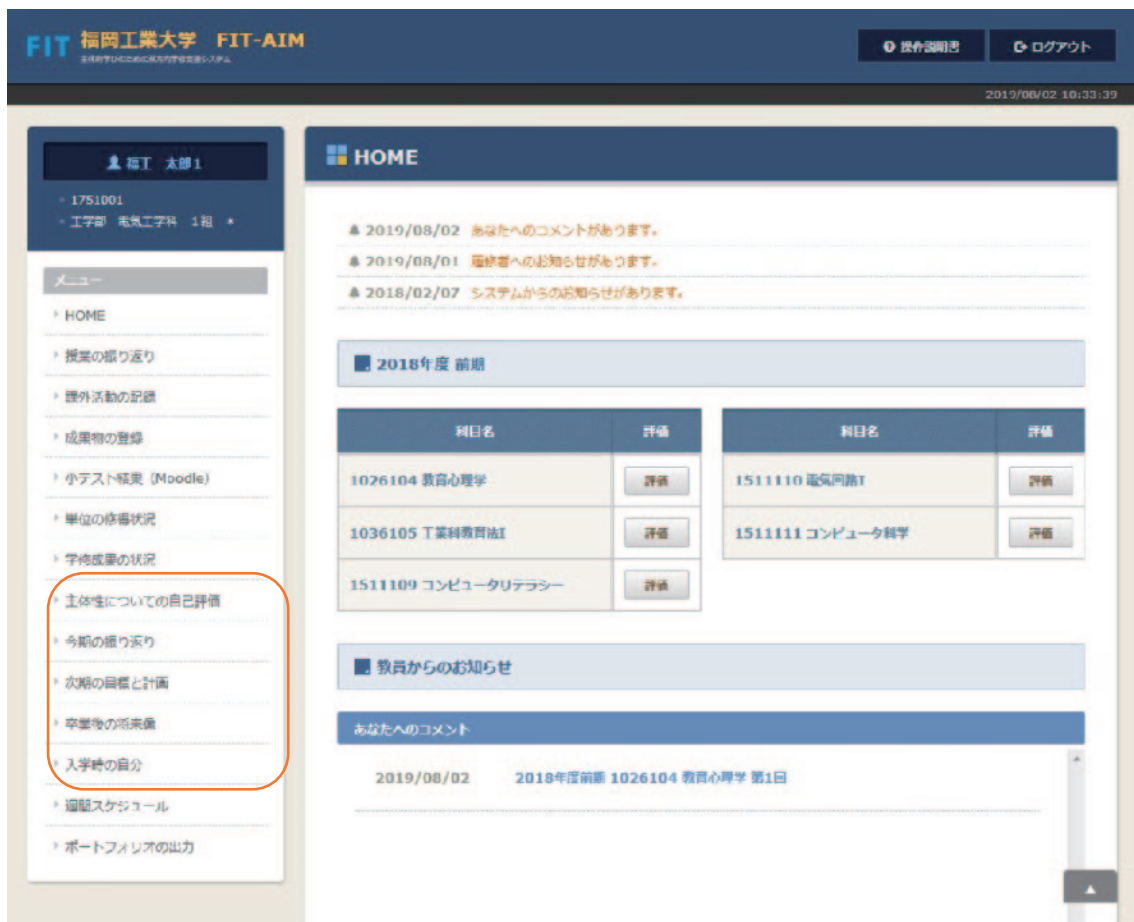 FIT 福岡工業大学 FIT-AIM
操作説明書
ログアウト
2019/08/02 10:33:39
福工 太郎1
1751001
工学部 電気工学科 1組 *
メニュー
HOME
授業の振り返り
課外活動の記録
成果物の登録
小テスト結果 (Moodle)
単位の修得状況
学修成果の状況
主体性についての自己評価
今期の振り返り
次期の目標と計画
卒業後の将来像
入学時の自分
週間スケジュール
ポートフォリオの出力
HOME
2019/08/02 あなたへのコメントがあります。
2019/08/01 履修者へのお知らせがあります。
2018/02/07 システムからのお知らせがあります。
2018年度 前期
科目名 評価 科目名 評価
1026104 教育心理学 評価 1511110 電気回路I 評価
1036105 工業科教育法I 評価 1511111 コンピュータ科学 評価
1511109 コンピュータリテラシー 評価
教員からのお知らせ
あなたへのコメント
2019/08/02 2018年度前期 1026104 教育心理学 第1回